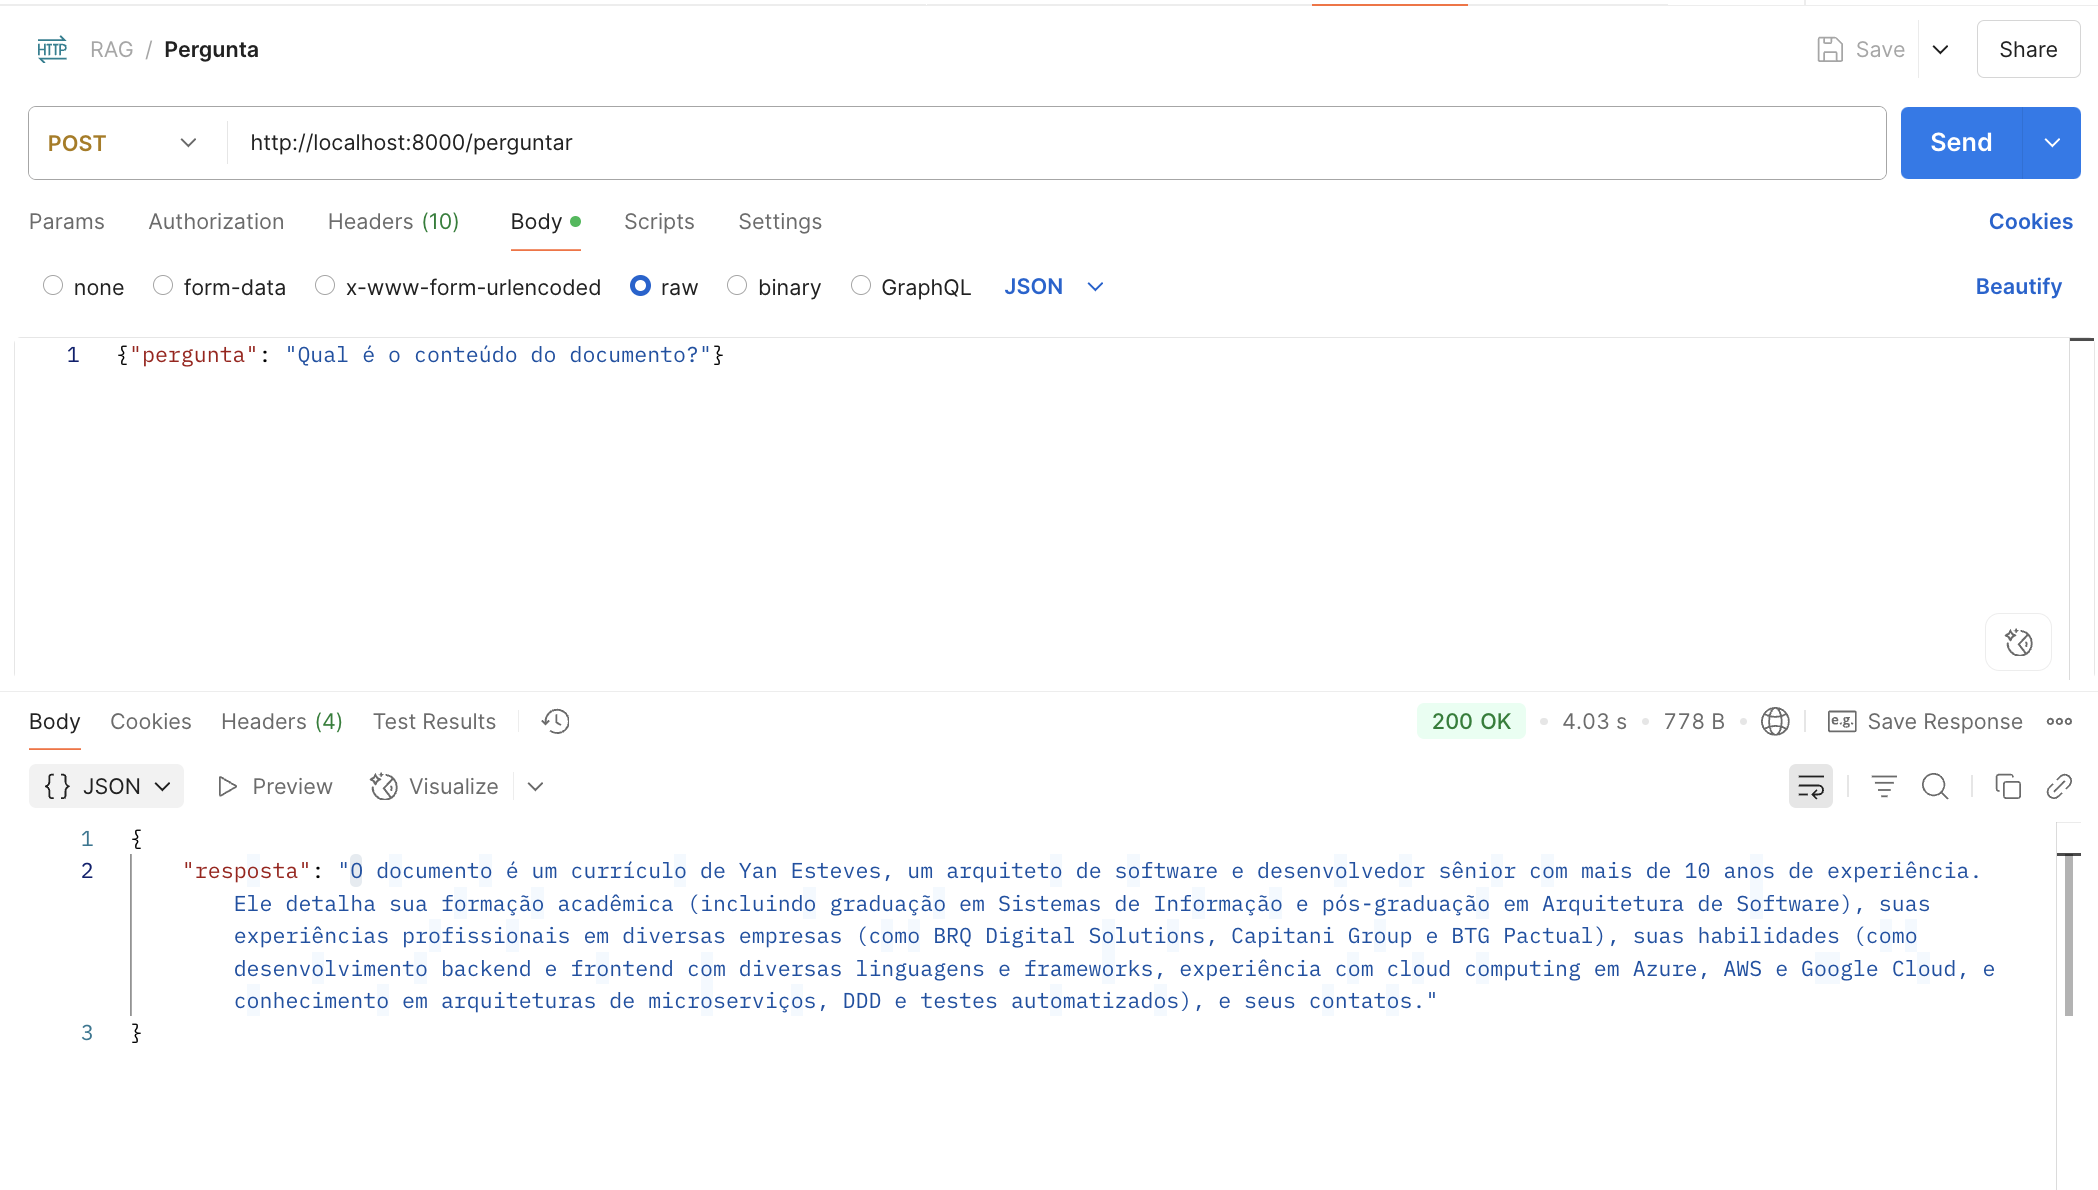 HTTP RAG / Pergunta Save Share
POST http://localhost:8000/perguntar Send
Params Authorization Headers (10) Body Scripts Settings Cookies
none form-data x-www-form-urlencoded raw binary GraphQL JSON Beautify
1 {"pergunta": "Qual é o conteúdo do documento?"}
Body Cookies Headers (4) Test Results 200 OK 4.03 s 778 B e.g. Save Response
{} JSON Preview Visualize
1 {
2 "resposta": "O documento é um currículo de Yan Esteves, um arquiteto de software e desenvolvedor sênior com mais de 10 anos de experiência.
Ele detalha sua formação acadêmica (incluindo graduação em Sistemas de Informação e pós-graduação em Arquitetura de Software), suas
experiências profissionais em diversas empresas (como BRQ Digital Solutions, Capitani Group e BTG Pactual), suas habilidades (como
desenvolvimento backend e frontend com diversas linguagens e frameworks, experiência com cloud computing em Azure, AWS e Google Cloud, e
conhecimento em arquiteturas de microserviços, DDD e testes automatizados), e seus contatos."
3 }